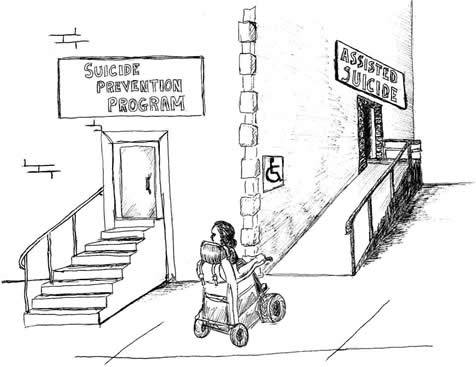 SUICIDE
PREVENTION
PROGRAM
ASSISTED
SUICIDE